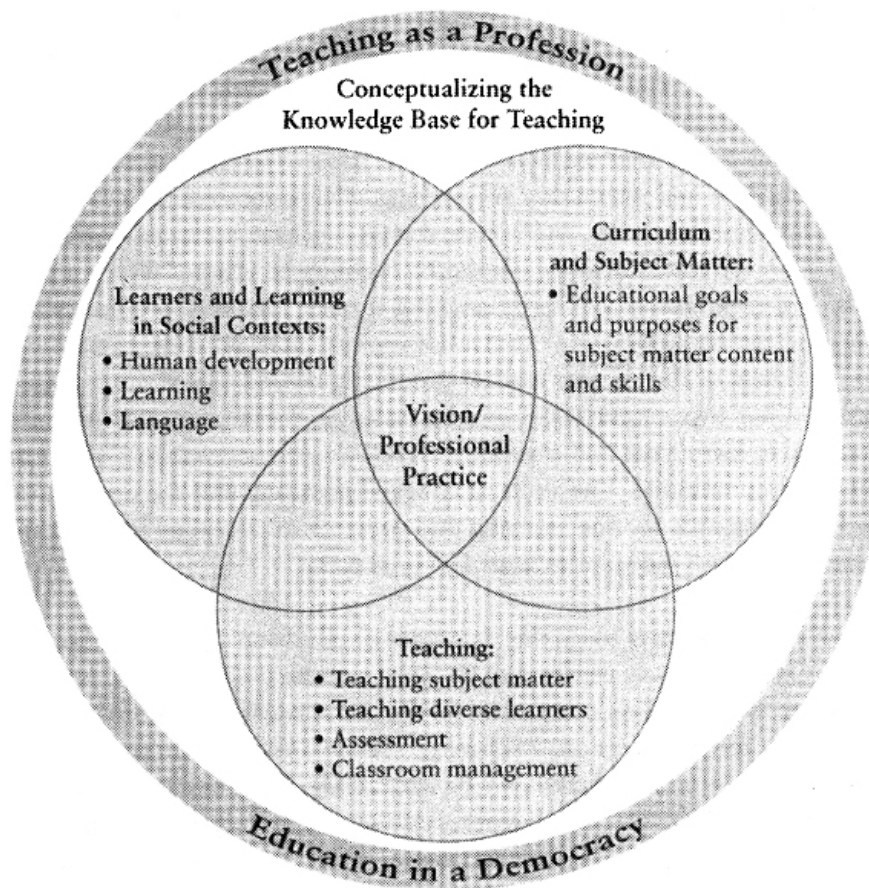 Teaching as a Profession
Conceptualizing the
Knowledge Base for Teaching
Learners and Learning
in Social Contexts:
• Human development
• Learning
• Language
Curriculum
and Subject Matter:
• Educational goals
and purposes for
subject matter content
and skills
Vision/
Professional
Practice
Teaching:
• Teaching subject matter
• Teaching diverse learners
• Assessment
• Classroom management
Education in a Democracy